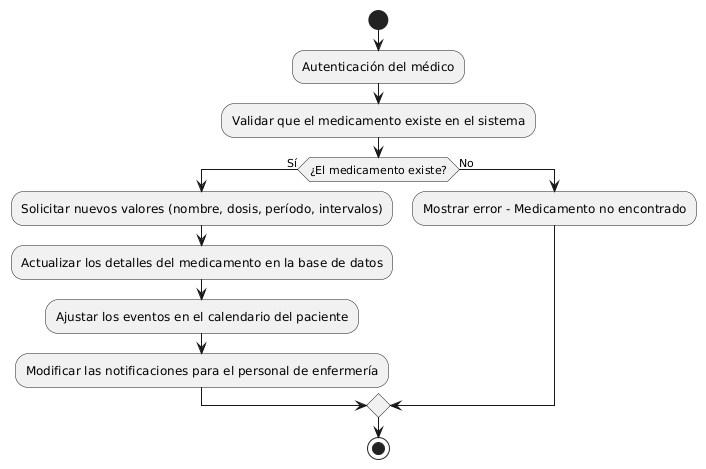 Autenticación del médico
Validar que el medicamento existe en el sistema
¿El medicamento existe?
Sí
No
Solicitar nuevos valores (nombre, dosis, período, intervalos)
Mostrar error - Medicamento no encontrado
Actualizar los detalles del medicamento en la base de datos
Ajustar los eventos en el calendario del paciente
Modificar las notificaciones para el personal de enfermería